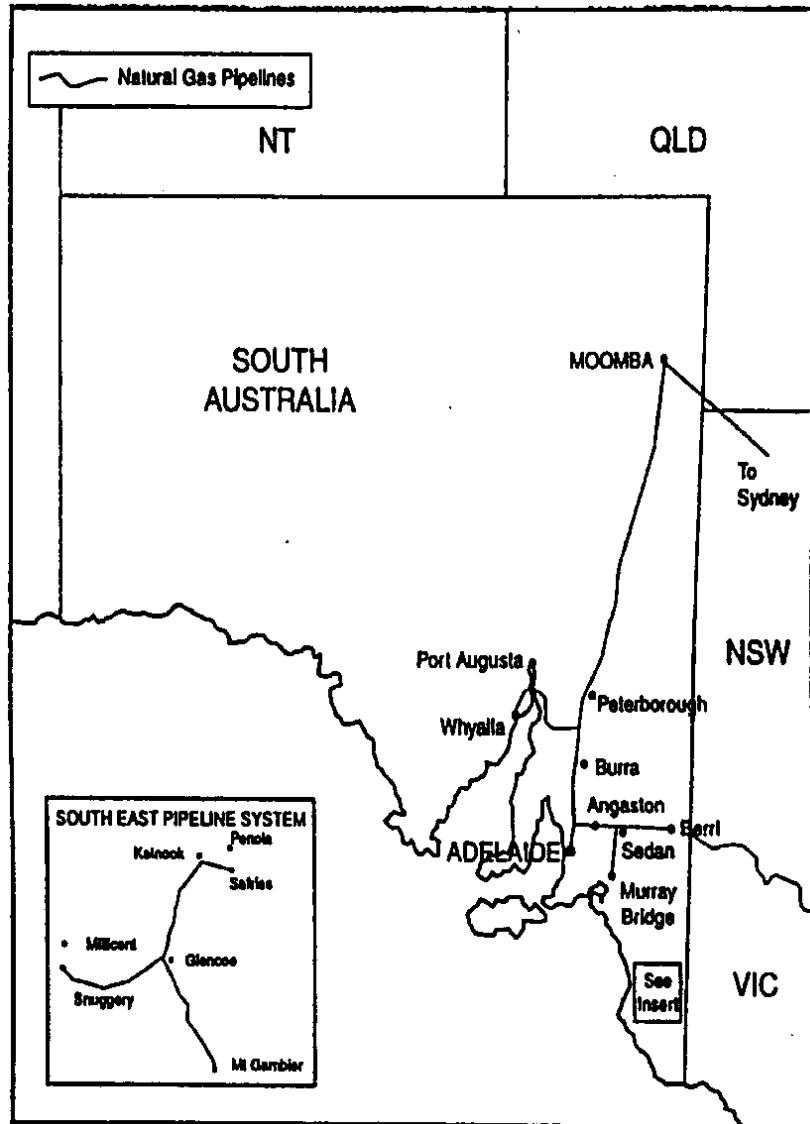 Natural Gas Pipelines
NT
QLD
SOUTH
AUSTRALIA
MOOMBA
To
Sydney
NSW
Port Augusta
Whyalla
Peterborough
Burra
Angaston
Berri
Sedan
ADELAIDE
Murray
Bridge
See
Insert
VIC
SOUTH EAST PIPELINE SYSTEM
Penola
Katnook
Safries
Millicent
Glencoe
Snuggery
Mt Gambier